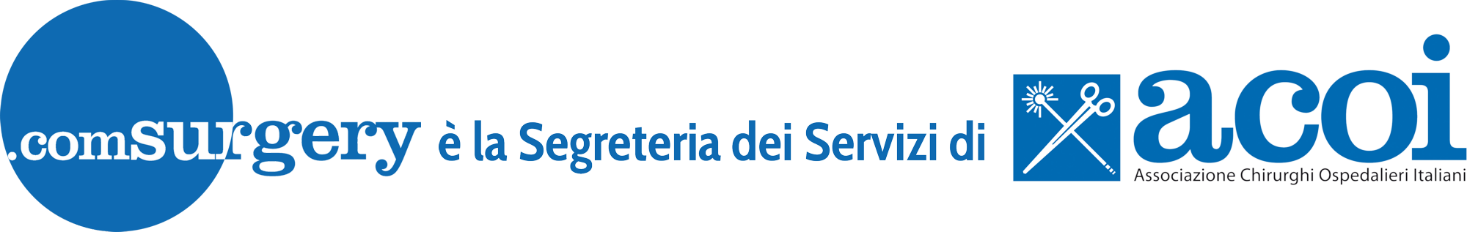 .comsurgery è la Segreteria dei Servizi di acoi
Associazione Chirurghi Ospedalieri Italiani